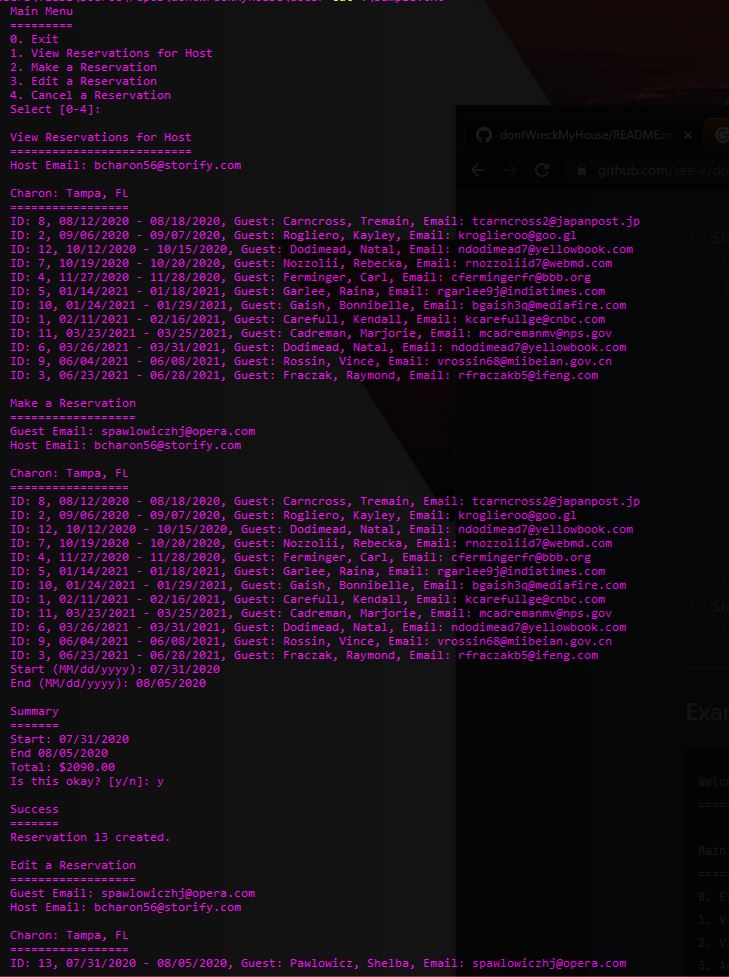 Main Menu
=========
0. Exit
1. View Reservations for Host
2. Make a Reservation
3. Edit a Reservation
4. Cancel a Reservation
Select [0-4]:
View Reservations for Host
==========================
Host Email: bcharon56@storify.com
Charon: Tampa, FL
=================
ID: 8, 08/12/2020 - 08/18/2020, Guest: Carncross, Tremain, Email: tcarncross2@japanpost.jp
ID: 2, 09/06/2020 - 09/07/2020, Guest: Rogliero, Kayley, Email: kroglieroo@goo.gl
ID: 12, 10/12/2020 - 10/15/2020, Guest: Dodimead, Natal, Email: ndodimead7@yellowbook.com
ID: 7, 10/19/2020 - 10/20/2020, Guest: Nozzolii, Rebecka, Email: rnozzoliid7@webmd.com
ID: 4, 11/27/2020 - 11/28/2020, Guest: Ferminger, Carl, Email: cfermingerfr@bbb.org
ID: 5, 01/14/2021 - 01/18/2021, Guest: Garlee, Raina, Email: rgarlee9j@indiatimes.com
ID: 10, 01/24/2021 - 01/29/2021, Guest: Gaish, Bonnibelle, Email: bgaish3q@mediafire.com
ID: 1, 02/11/2021 - 02/16/2021, Guest: Carefull, Kendall, Email: kcarefullge@cnbc.com
ID: 11, 03/23/2021 - 03/25/2021, Guest: Cadreman, Marjorie, Email: mcadremanmv@nps.gov
ID: 6, 03/26/2021 - 03/31/2021, Guest: Dodimead, Natal, Email: ndodimead7@yellowbook.com
ID: 9, 06/04/2021 - 06/08/2021, Guest: Rossin, Vince, Email: vrossin68@miibeian.gov.cn
ID: 3, 06/23/2021 - 06/28/2021, Guest: Fraczak, Raymond, Email: rfraczakb5@ifeng.com
Make a Reservation
==================
Guest Email: spawlowiczhj@opera.com
Host Email: bcharon56@storify.com
Charon: Tampa, FL
=================
ID: 8, 08/12/2020 - 08/18/2020, Guest: Carncross, Tremain, Email: tcarncross2@japanpost.jp
ID: 2, 09/06/2020 - 09/07/2020, Guest: Rogliero, Kayley, Email: kroglieroo@goo.gl
ID: 12, 10/12/2020 - 10/15/2020, Guest: Dodimead, Natal, Email: ndodimead7@yellowbook.com
ID: 7, 10/19/2020 - 10/20/2020, Guest: Nozzolii, Rebecka, Email: rnozzoliid7@webmd.com
ID: 4, 11/27/2020 - 11/28/2020, Guest: Ferminger, Carl, Email: cfermingerfr@bbb.org
ID: 5, 01/14/2021 - 01/18/2021, Guest: Garlee, Raina, Email: rgarlee9j@indiatimes.com
ID: 10, 01/24/2021 - 01/29/2021, Guest: Gaish, Bonnibelle, Email: bgaish3q@mediafire.com
ID: 1, 02/11/2021 - 02/16/2021, Guest: Carefull, Kendall, Email: kcarefullge@cnbc.com
ID: 11, 03/23/2021 - 03/25/2021, Guest: Cadreman, Marjorie, Email: mcadremanmv@nps.gov
ID: 6, 03/26/2021 - 03/31/2021, Guest: Dodimead, Natal, Email: ndodimead7@yellowbook.com
ID: 9, 06/04/2021 - 06/08/2021, Guest: Rossin, Vince, Email: vrossin68@miibeian.gov.cn
ID: 3, 06/23/2021 - 06/28/2021, Guest: Fraczak, Raymond, Email: rfraczakb5@ifeng.com
Start (MM/dd/yyyy): 07/31/2020
End (MM/dd/yyyy): 08/05/2020
Summary
=======
Start: 07/31/2020
End 08/05/2020
Total: $2090.00
Is this okay? [y/n]: y
Success
=======
Reservation 13 created.
Edit a Reservation
==================
Guest Email: spawlowiczhj@opera.com
Host Email: bcharon56@storify.com
Charon: Tampa, FL
=================
ID: 13, 07/31/2020 - 08/05/2020, Guest: Pawlowicz, Shelba, Email: spawlowiczhj@opera.com
dontWreckMyHouse/README.m
github.com/see-k/do
Exam
Welco
=====
Main
====
0. E
1. Vi
2. V
3. A